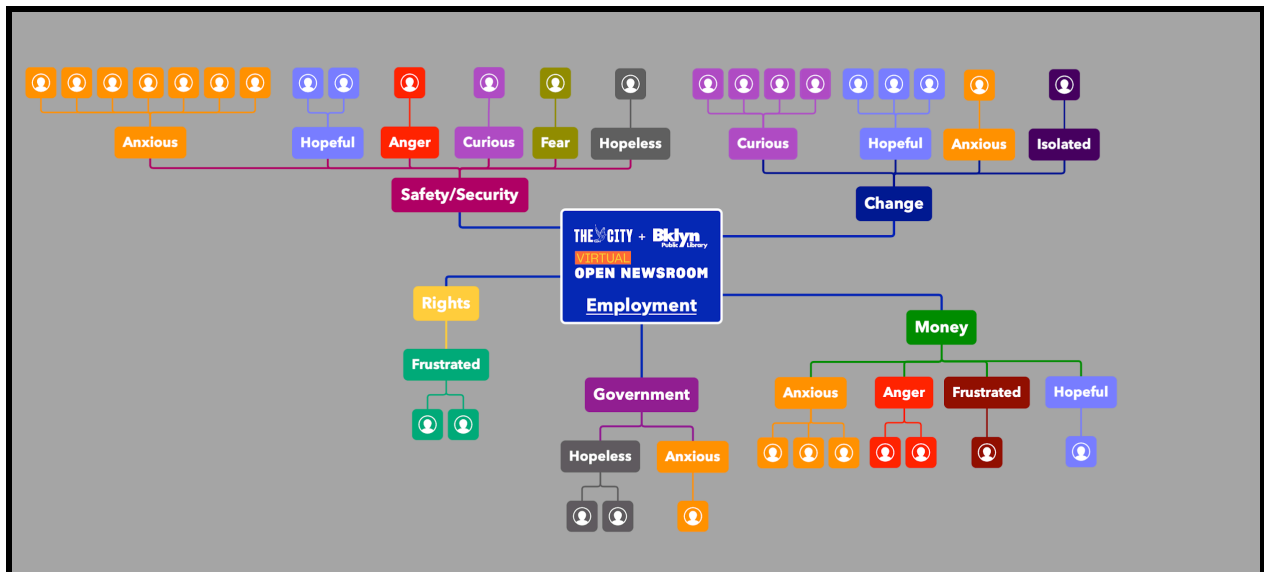 Anxious
Hopeful
Anger
Curious
Fear
Hopeless
Safety/Security
Curious
Hopeful
Anxious
Isolated
Change
THE CITY + Bklyn
Public Library
VIRTUAL
OPEN NEWSROOM
Employment
Rights
Frustrated
Government
Hopeless
Anxious
Money
Anxious
Anger
Frustrated
Hopeful